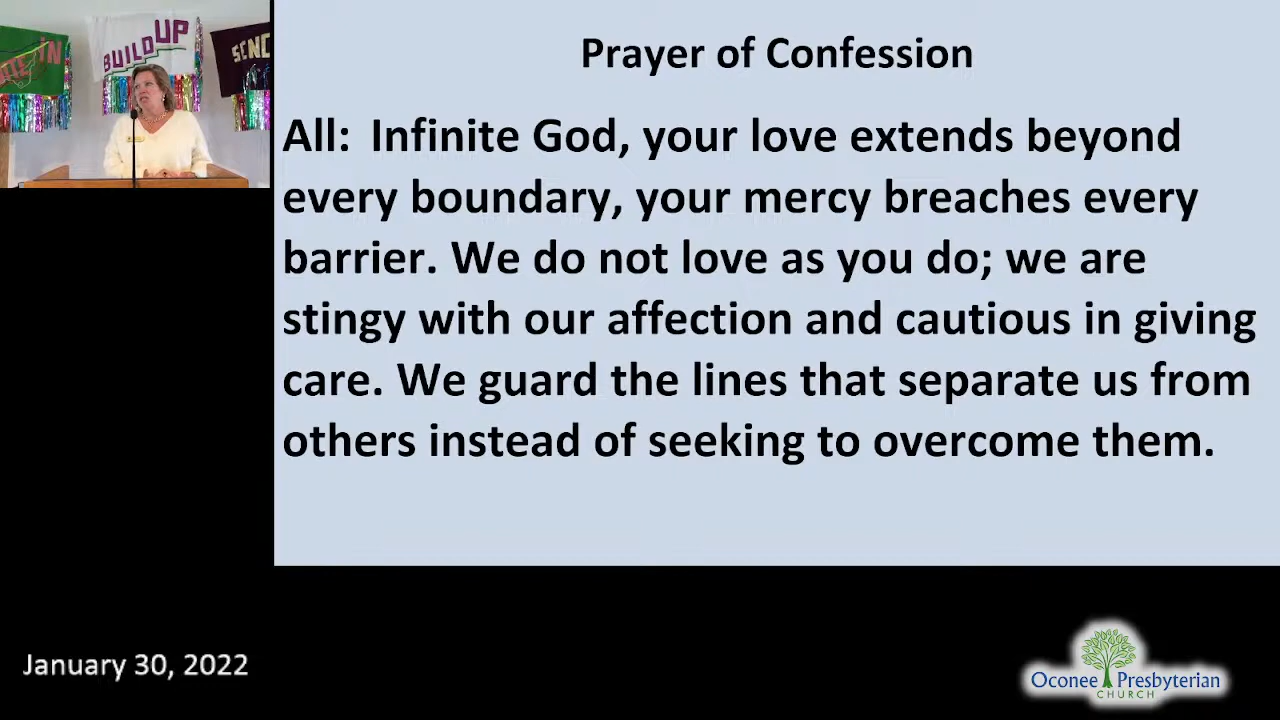 IN
BUILD UP
Prayer of Confession
All: Infinite God, your love extends beyond
every boundary, your mercy breaches every
barrier. We do not love as you do; we are
stingy with our affection and cautious in giving
care. We guard the lines that separate us from
others instead of seeking to overcome them.
January 30, 2022
Oconee Presbyterian
CHURCH